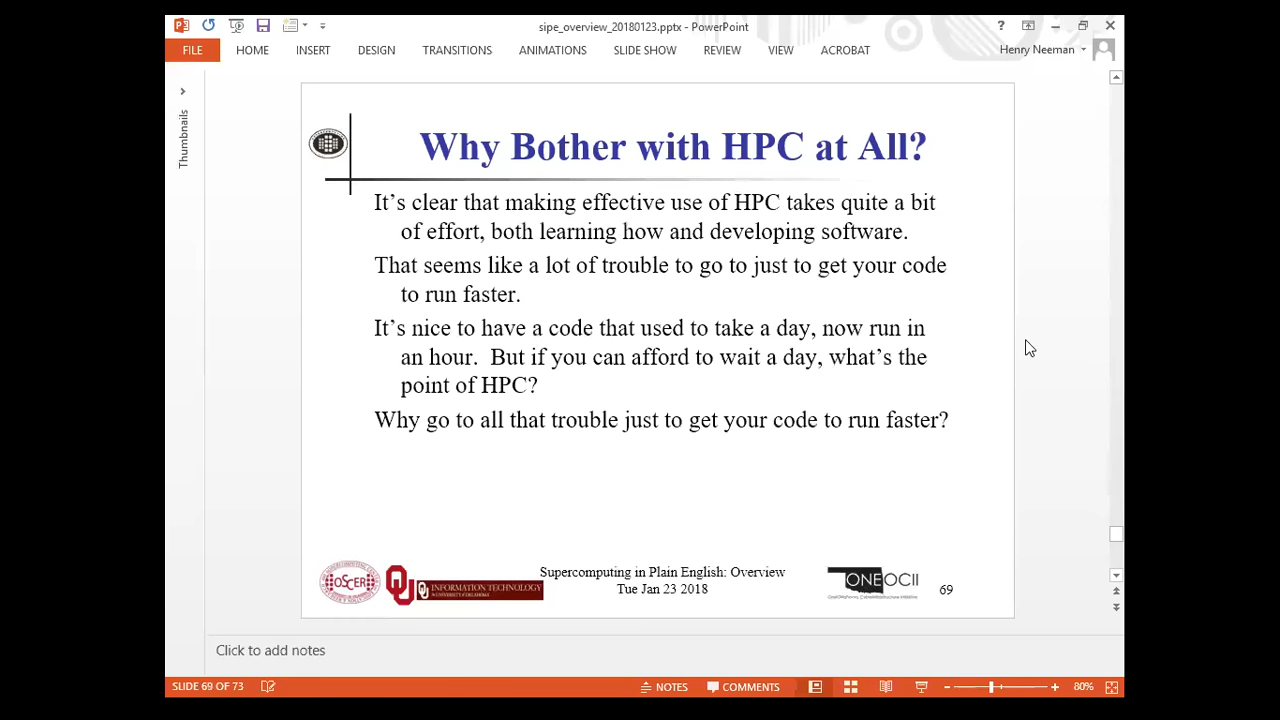 sipe_overview_20180123.pptx - PowerPoint
?
FILE HOME INSERT DESIGN TRANSITIONS ANIMATIONS SLIDE SHOW REVIEW VIEW ACROBAT Henry Neeman
Thumbnails
Why Bother with HPC at All?
It's clear that making effective use of HPC takes quite a bit
of effort, both learning how and developing software.
That seems like a lot of trouble to go to just to get your code
to run faster.
It's nice to have a code that used to take a day, now run in
an hour. But if you can afford to wait a day, what's the
point of HPC?
Why go to all that trouble just to get your code to run faster?
OSCER
INFORMATION TECHNOLOGY
Supercomputing in Plain English: Overview
Tue Jan 23 2018
ONEOCII
69
Click to add notes
SLIDE 69 OF 73 NOTES COMMENTS 80%